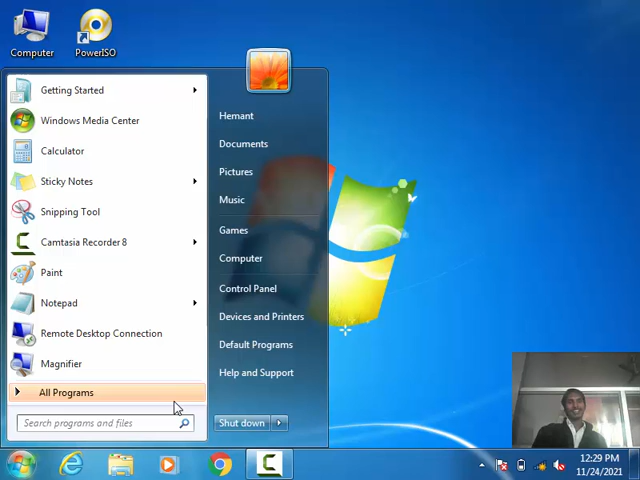 Computer
PowerISO
Getting Started
Windows Media Center
Calculator
Sticky Notes
Snipping Tool
Camtasia Recorder 8
Paint
Notepad
Remote Desktop Connection
Magnifier
All Programs
Search programs and files
Hemant
Documents
Pictures
Music
Games
Computer
Control Panel
Devices and Printers
Default Programs
Help and Support
Shut down
12:29 PM
11/24/2021